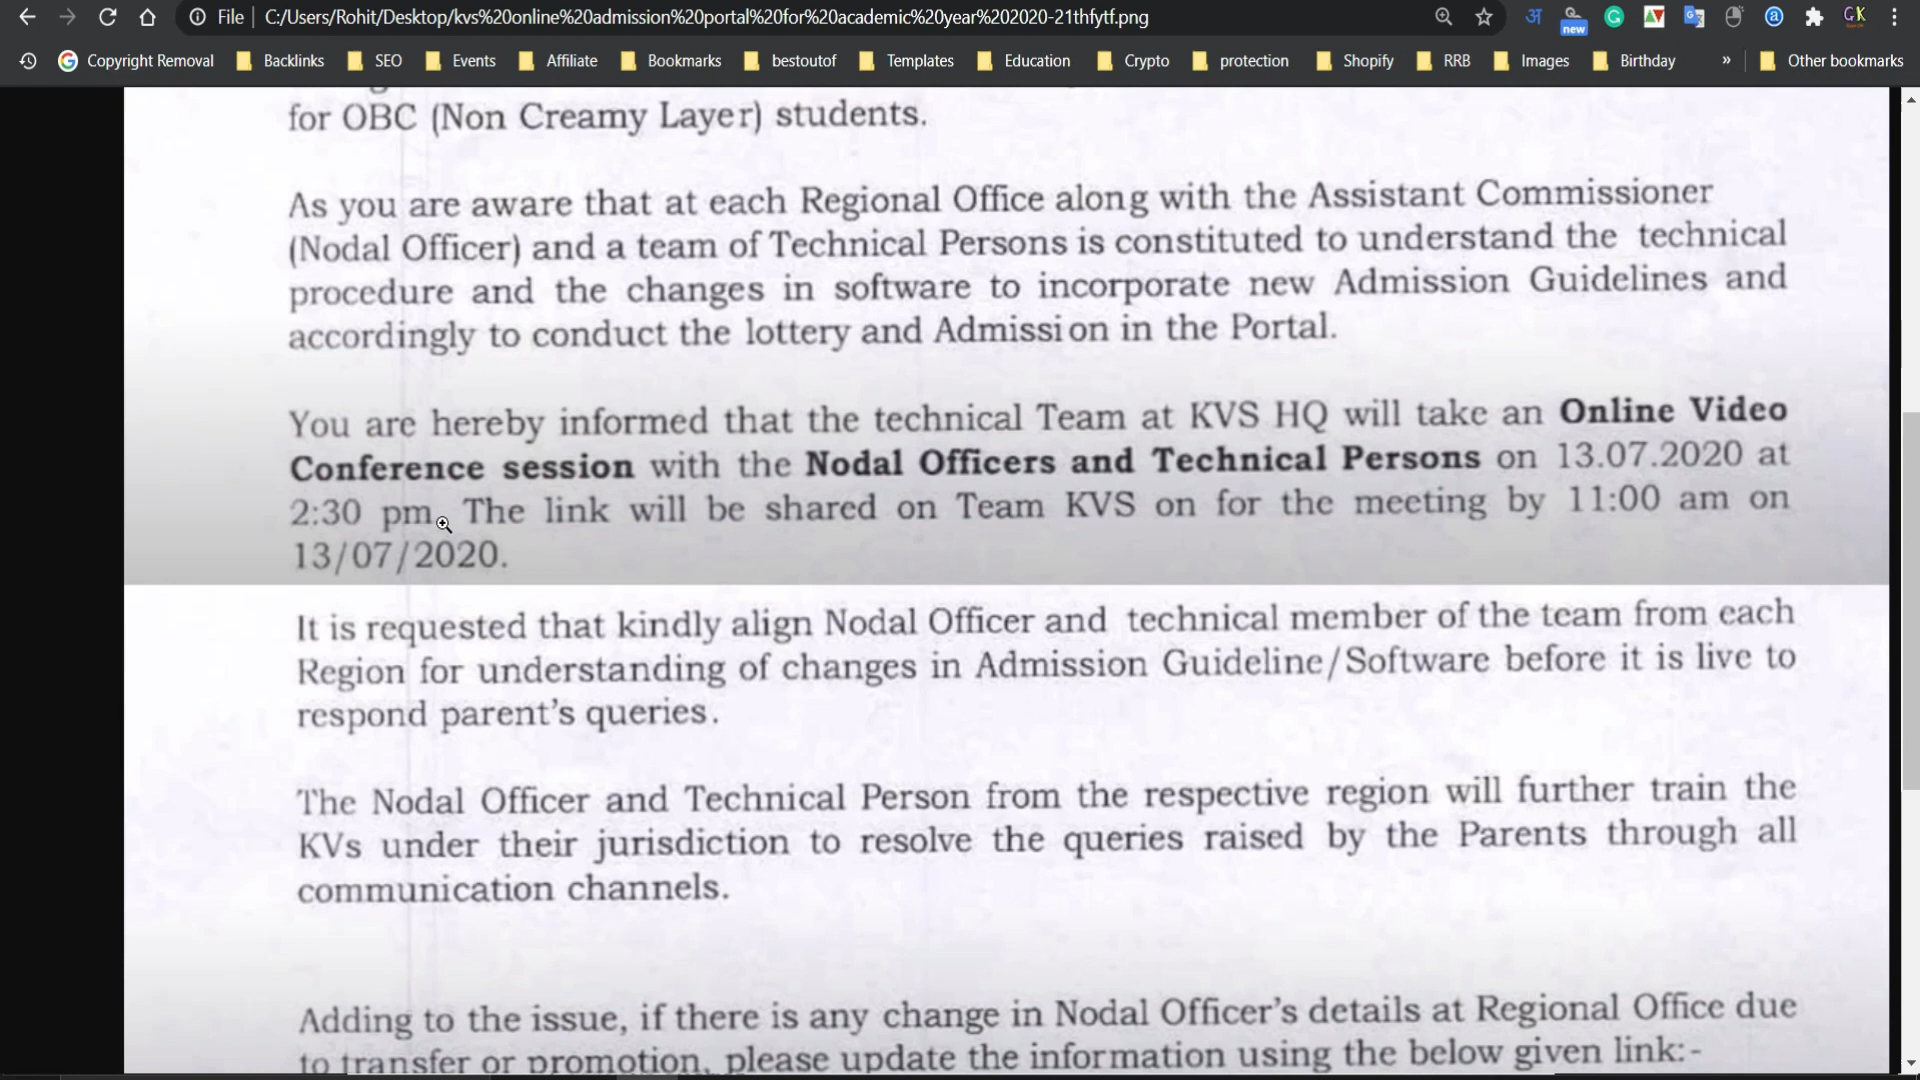 File C:/Users/Rohit/Desktop/kvs%20online%20admission%20portal%20for%20academic%20year%202020-21thfytf.png
new
GK
Copyright Removal Backlinks SEO Events Affiliate Bookmarks bestoutof Templates Education Crypto protection Shopify RRB Images Birthday » Other bookmarks
for OBC (Non Creamy Layer) students.
As you are aware that at each Regional Office along with the Assistant Commissioner
(Nodal Officer) and a team of Technical Persons is constituted to understand the technical
procedure and the changes in software to incorporate new Admission Guidelines and
accordingly to conduct the lottery and Admission in the Portal.
You are hereby informed that the technical Team at KVS HQ will take an Online Video
Conference session with the Nodal Officers and Technical Persons on 13.07.2020 at
2:30 pm. The link will be shared on Team KVS on for the meeting by 11:00 am on
13/07/2020.
It is requested that kindly align Nodal Officer and technical member of the team from each
Region for understanding of changes in Admission Guideline/Software before it is live to
respond parent's queries.
The Nodal Officer and Technical Person from the respective region will further train the
KVs under their jurisdiction to resolve the queries raised by the Parents through all
communication channels.
Adding to the issue, if there is any change in Nodal Officer's details at Regional Office due
to transfer or promotion, please update the information using the below given link:-